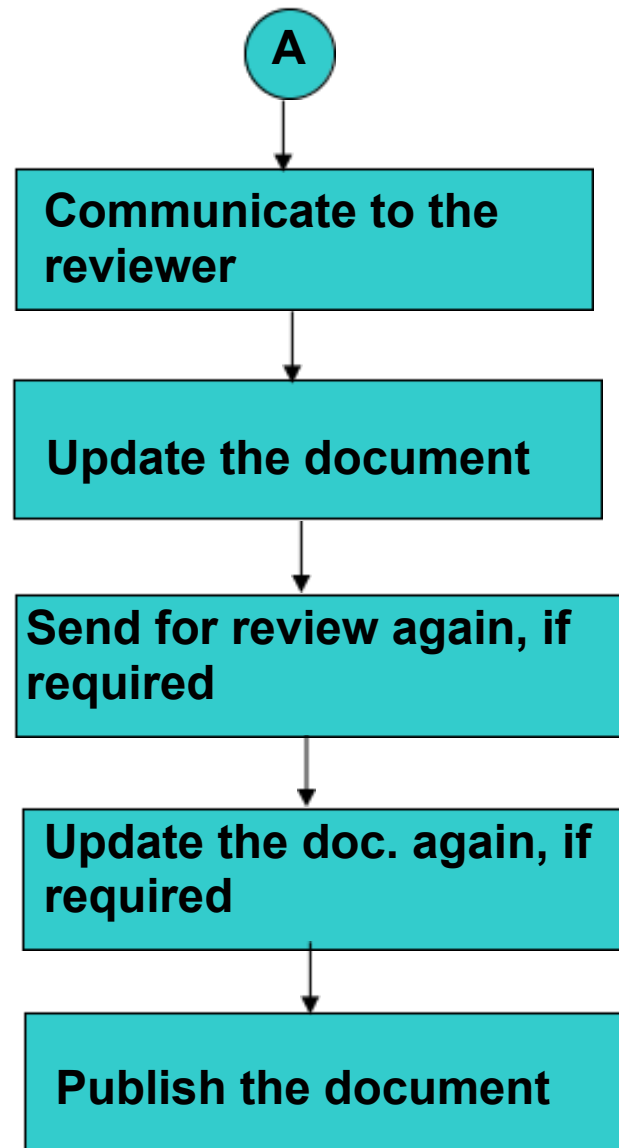 A
Communicate to the
reviewer
Update the document
Send for review again, if
required
Update the doc. again, if
required
Publish the document